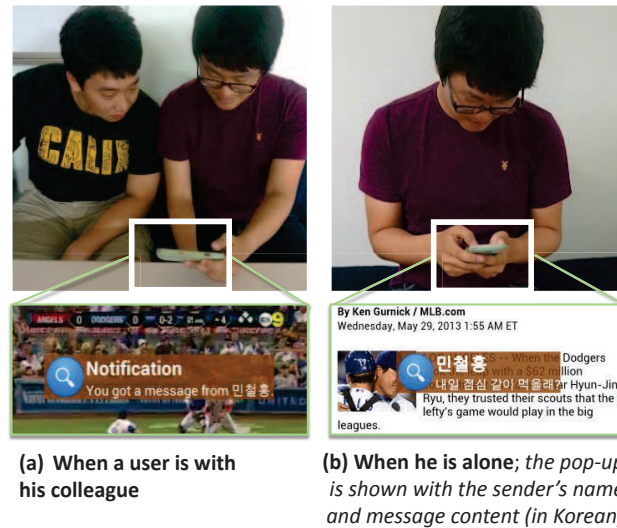 CALIX
ANGELS 0 DODGERS 0 0-2
Notification
You got a message from 민철홍.
By Ken Gurnick / MLB.com
Wednesday, May 29, 2013 1:55 AM ET
When the Dodgers
with a $62 million
민철홍
내일 점심 같이 먹을래?
Hyun-Jin
Ryu, they trusted their scouts that the
lefty's game would play in the big
leagues.
(a) When a user is with
his colleague
(b) When he is alone; the pop-up
is shown with the sender's name
and message content (in Korean)